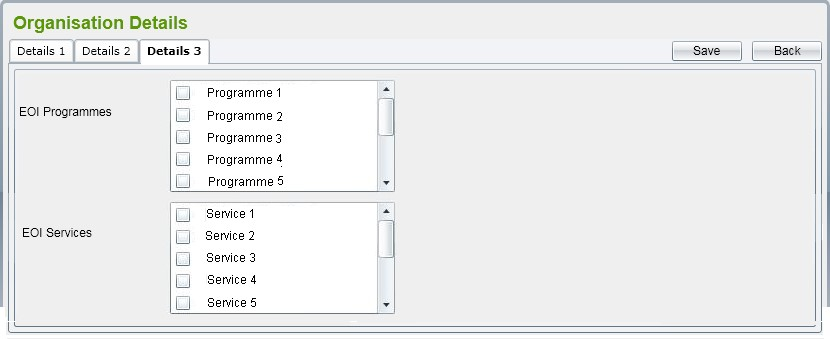 Organisation Details
Details 1 Details 2 Details 3 Save Back
EOI Programmes
Programme 1
Programme 2
Programme 3
Programme 4
Programme 5
EOI Services
Service 1
Service 2
Service 3
Service 4
Service 5